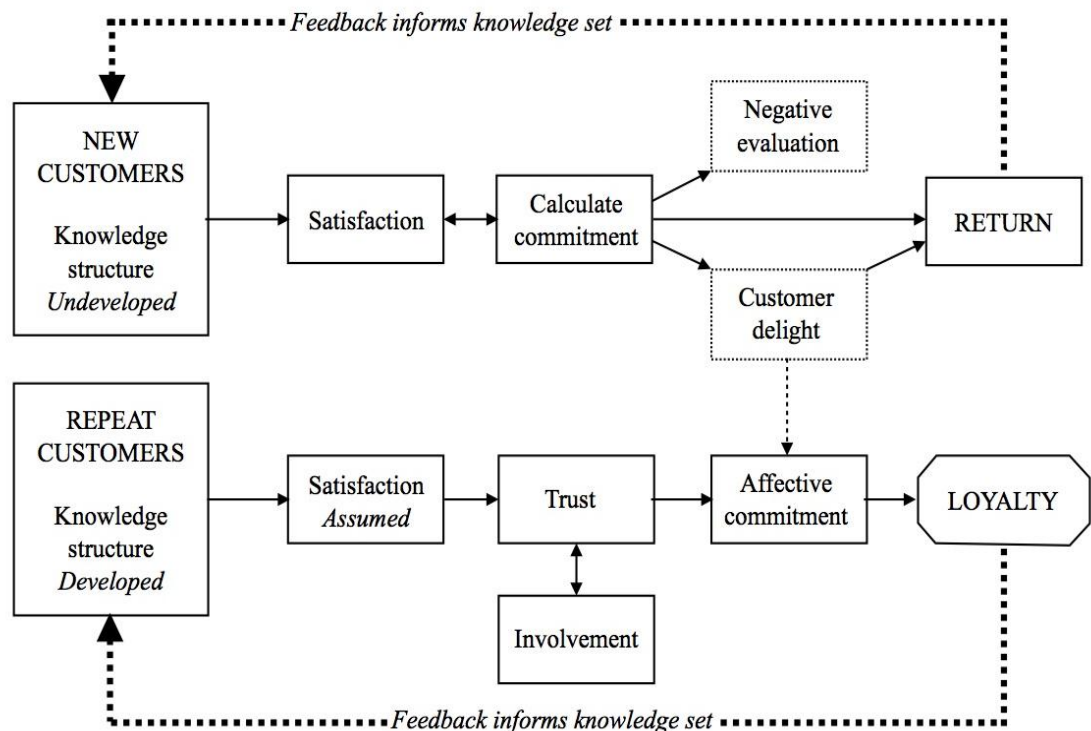 Feedback informs knowledge set
NEW
CUSTOMERS
Knowledge
structure
Undeveloped
Satisfaction
Calculate
commitment
Negative
evaluation
Customer
delight
RETURN
REPEAT
CUSTOMERS
Knowledge
structure
Developed
Satisfaction
Assumed
Trust
Involvement
Affective
commitment
LOYALTY
Feedback informs knowledge set